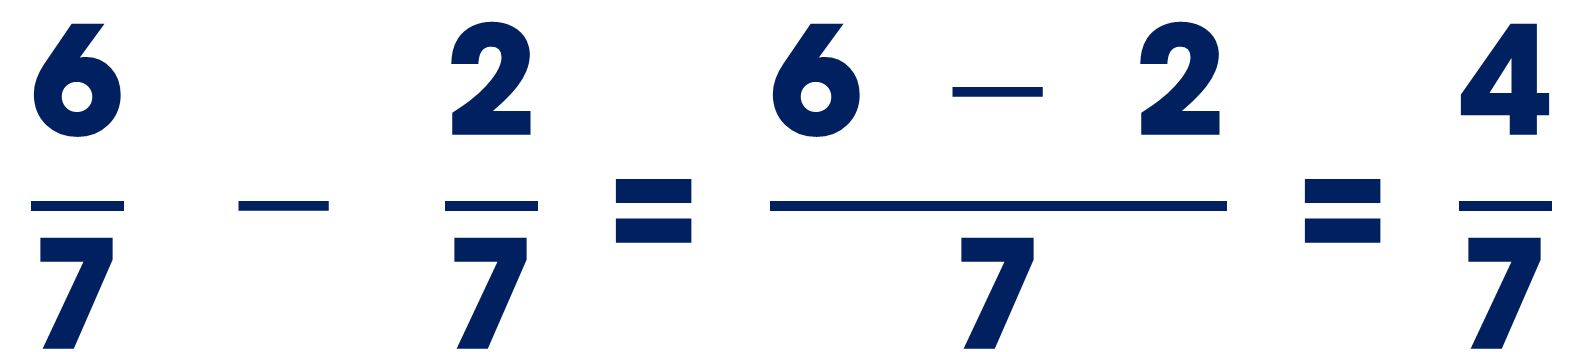 6/7 — 2/7 = 6 — 2/7 = 4/7